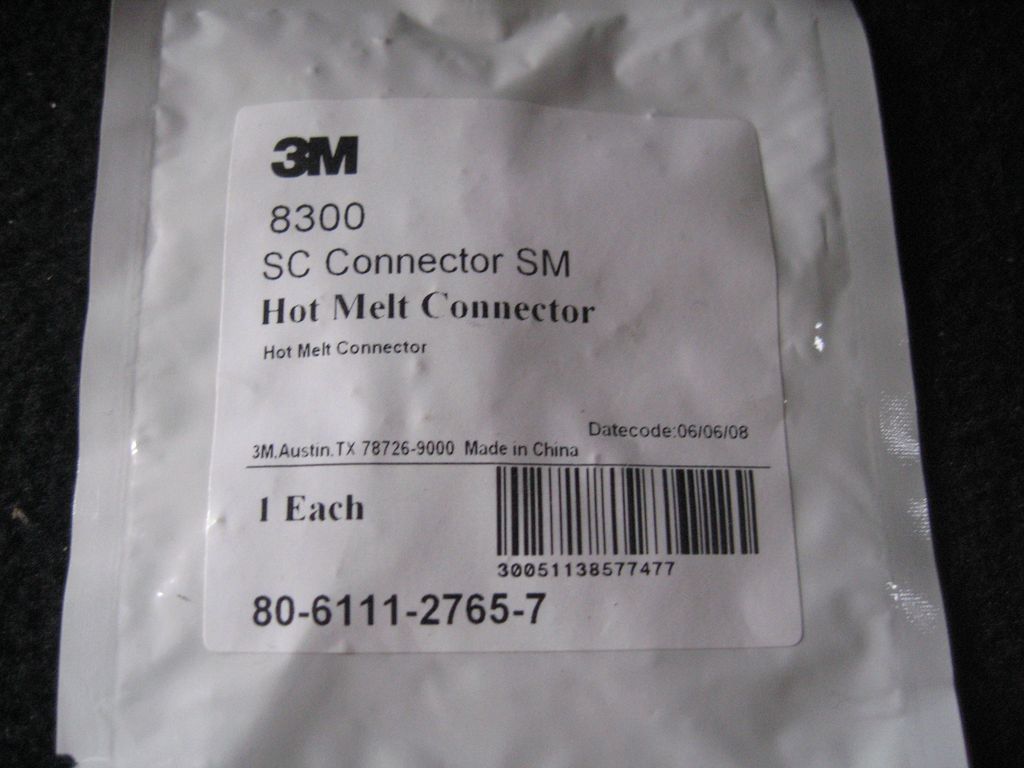 3M
8300
SC Connector SM
Hot Melt Connector
Hot Melt Connector
Datecode:06/06/08
3M.Austin.TX 78726-9000 Made in China
1 Each
30051138577477
80-6111-2765-7